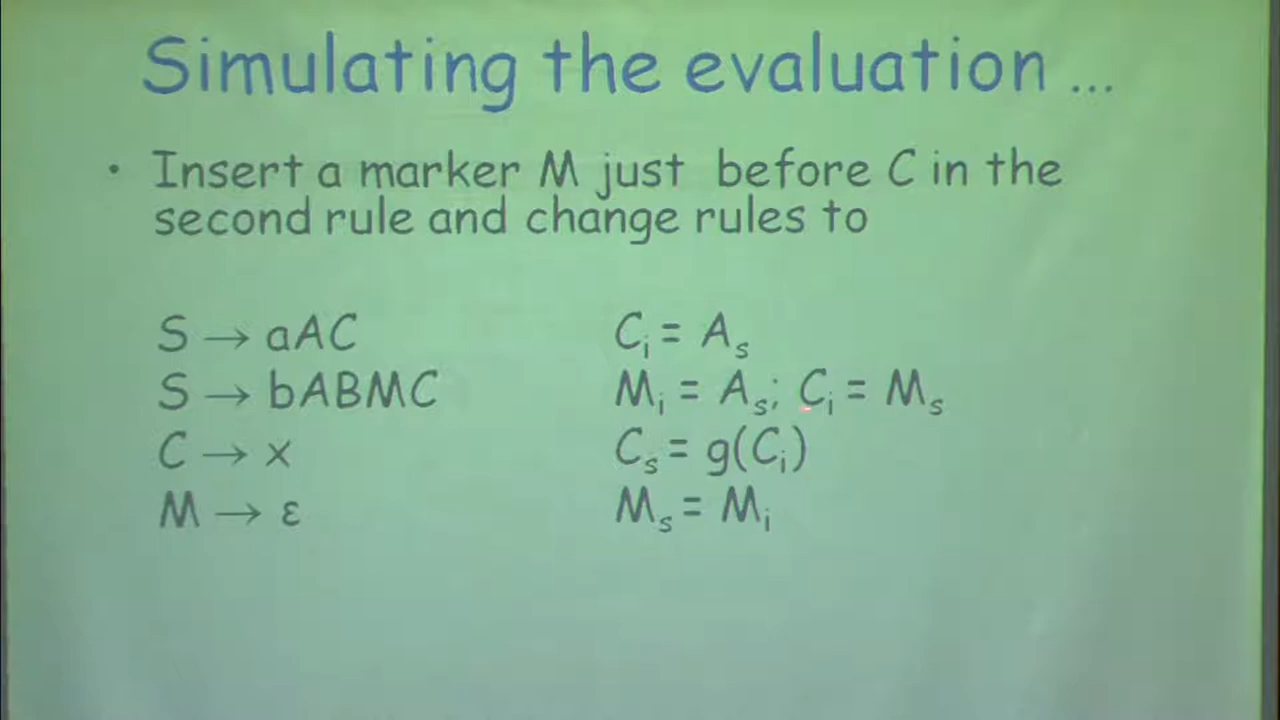 Simulating the evaluation ...
• Insert a marker M just before C in the
second rule and change rules to
S → aAC    Cᵢ = Aₛ
S → bABMC    Mᵢ = Aₛ; Cᵢ = Mₛ
C → x    Cₛ = g(Cᵢ)
M → ε    Mₛ = Mᵢ